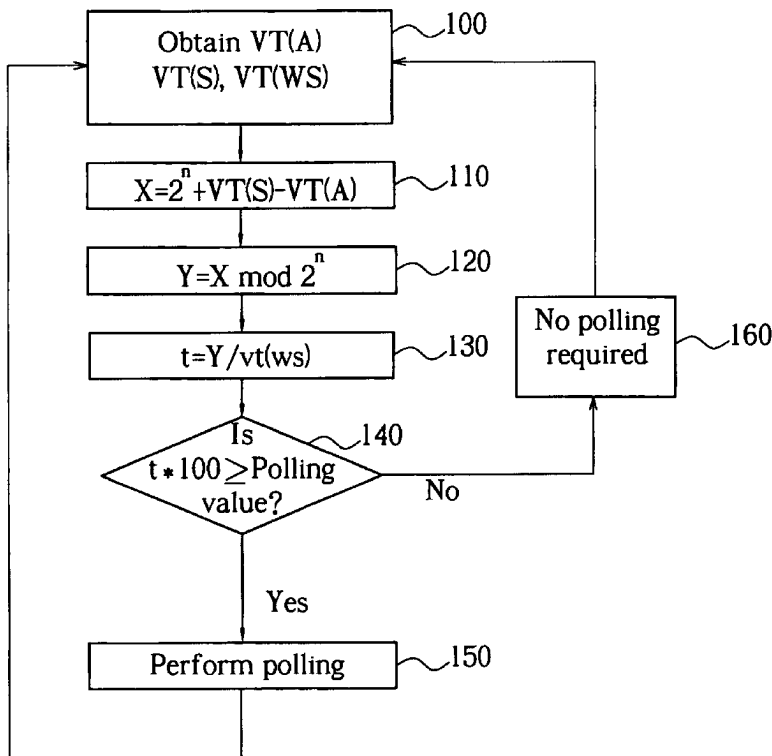 Obtain VT(A)
VT(S), VT(WS)
100
X=2^n+VT(S)-VT(A)
110
Y=X mod 2^n
120
t=Y/vt(ws)
130
No polling
required
160
Is
t*100≥Polling
value?
140
No
Yes
Perform polling
150